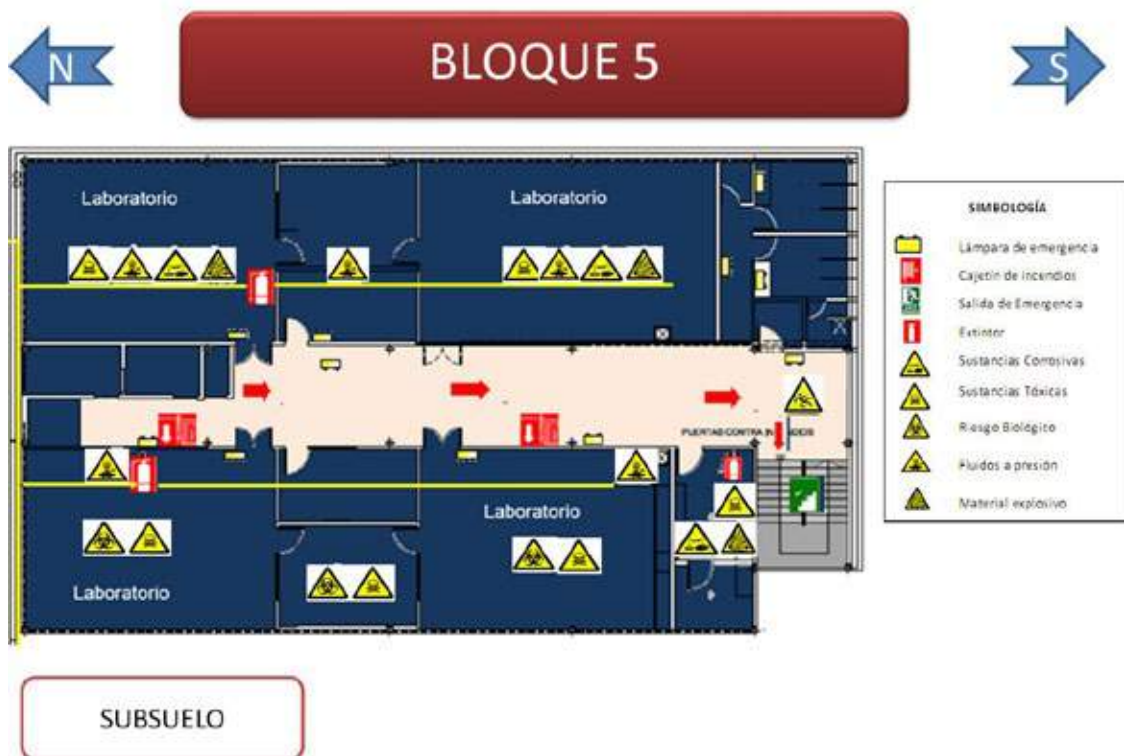 N
BLOQUE 5
S
Laboratorio
Laboratorio
SIMBOLOGÍA
Lámpara de emergencia
Cajetín de incendios
Salida de Emergencia
Extintor
Sustancias Corrosivas
Sustancias Tóxicas
Riesgo Biológico
Fluidos a presión
Material explosivo
PUERTAS CONTRA
Laboratorio
Laboratorio
SUBSUELO